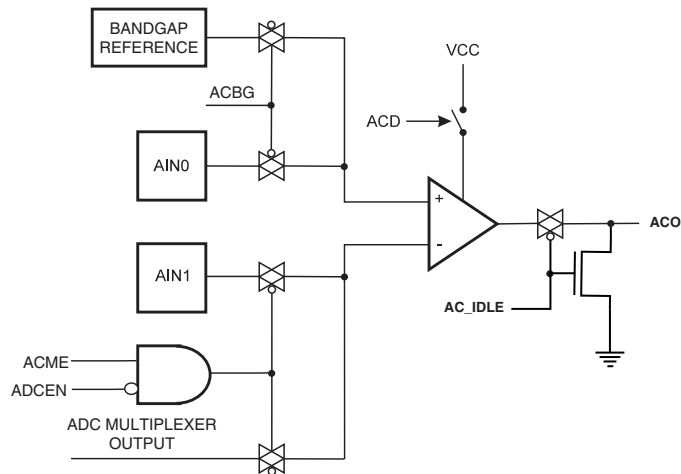 BANDGAP
REFERENCE
VCC
ACBG
ACD
AIN0
+
-
ACO
AIN1
AC_IDLE
ACME
ADCEN
ADC MULTIPLEXER
OUTPUT